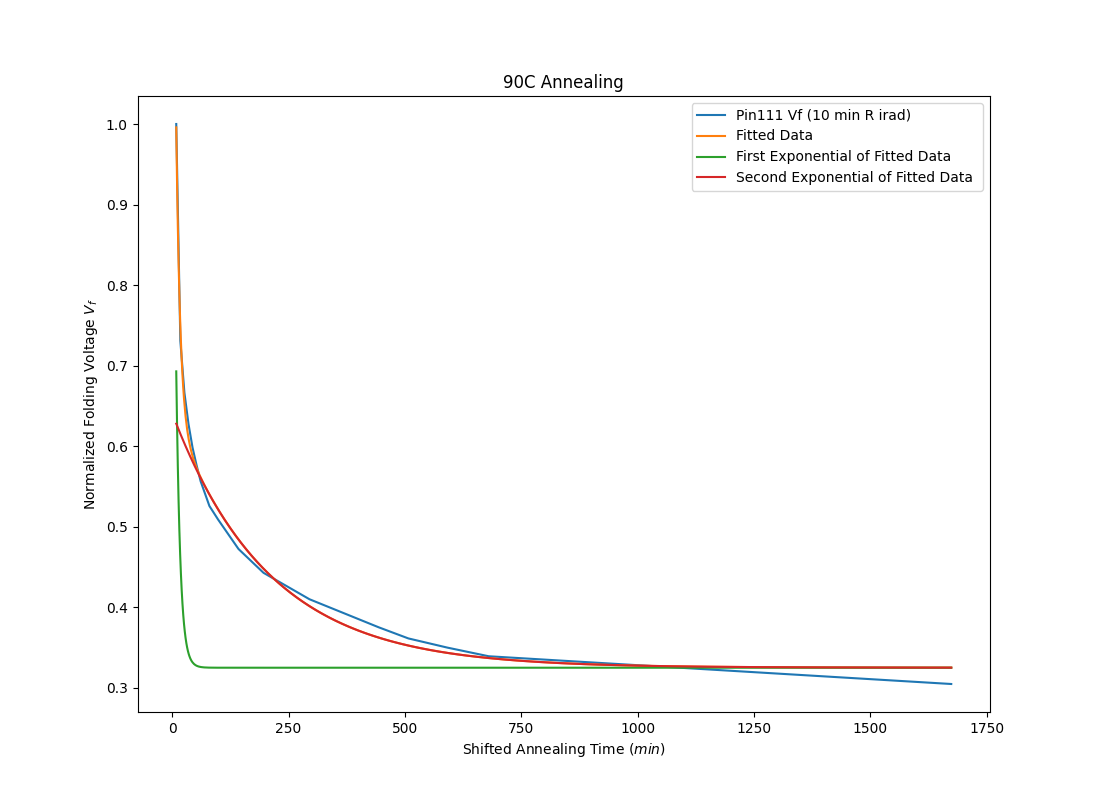 90C Annealing
Pin111 Vf (10 min R irad)
Fitted Data
First Exponential of Fitted Data
Second Exponential of Fitted Data
Normalized Folding Voltage V_f
1.0
0.9
0.8
0.7
0.6
0.5
0.4
0.3
0 250 500 750 1000 1250 1500 1750
Shifted Annealing Time (min)